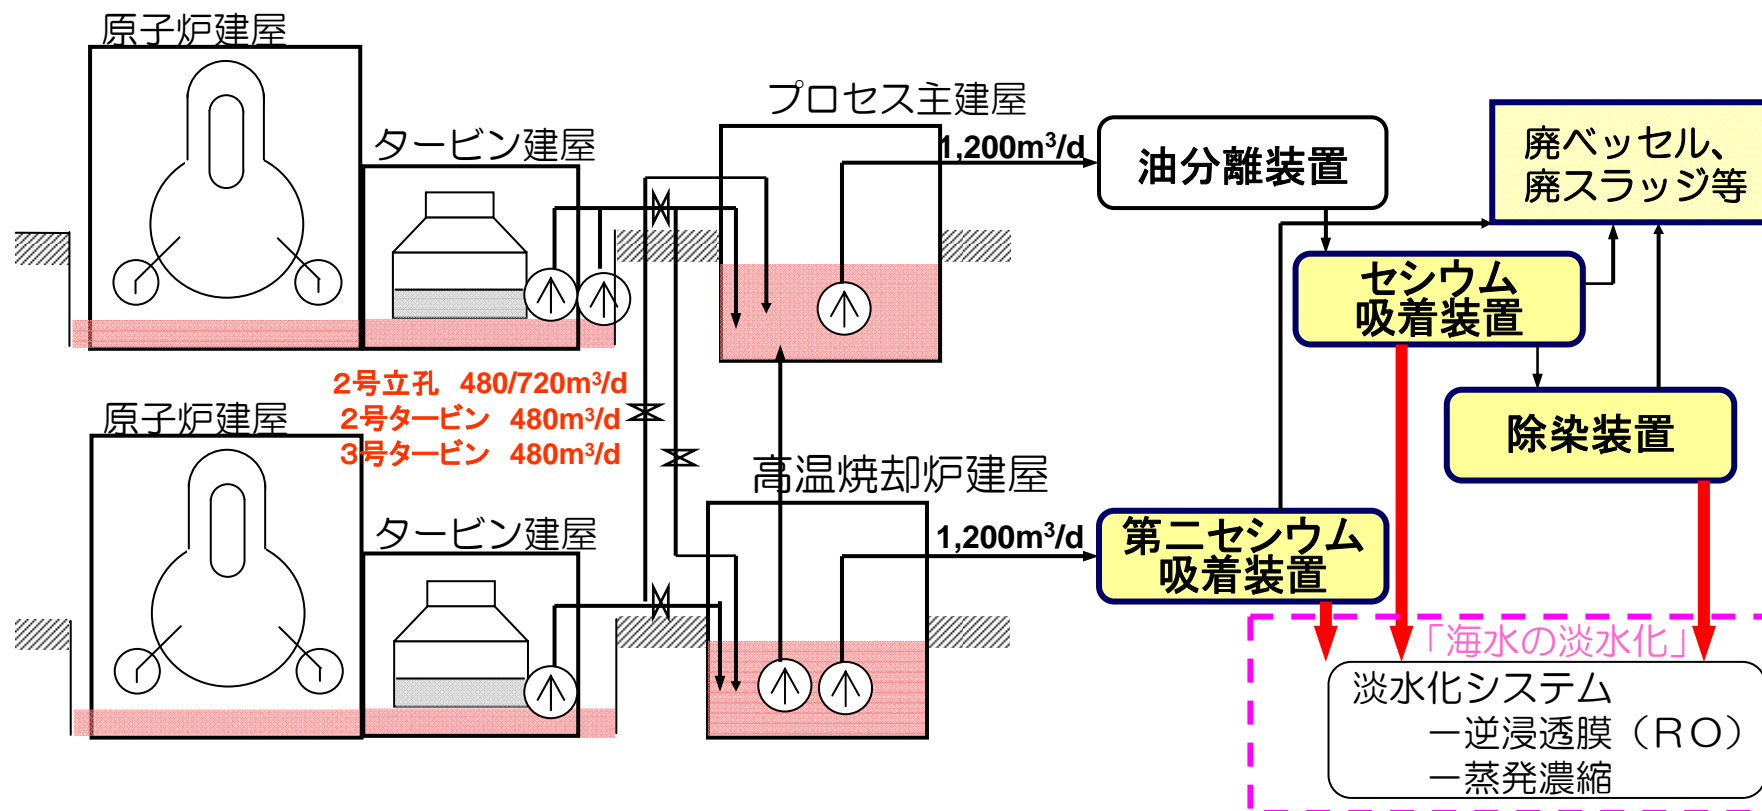 原子炉建屋
タービン建屋
プロセス主建屋
1,200m³/d
油分離装置
廃ベッセル、
廃スラッジ等
セシウム
吸着装置
除染装置
2号立孔 480/720m³/d
2号タービン 480m³/d
3号タービン 480m³/d
原子炉建屋
タービン建屋
高温焼却炉建屋
1,200m³/d
第二セシウム
吸着装置
「海水の淡水化」
淡水化システム
－逆浸透膜（ＲＯ）
－蒸発濃縮